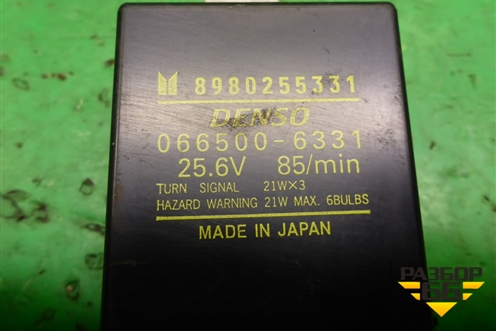 8980255331
DENSO
066500-6331
25.6V 85/min
TURN SIGNAL 21W×3
HAZARD WARNING 21W MAX. 6BULBS
MADE IN JAPAN
РАЗБОР
66